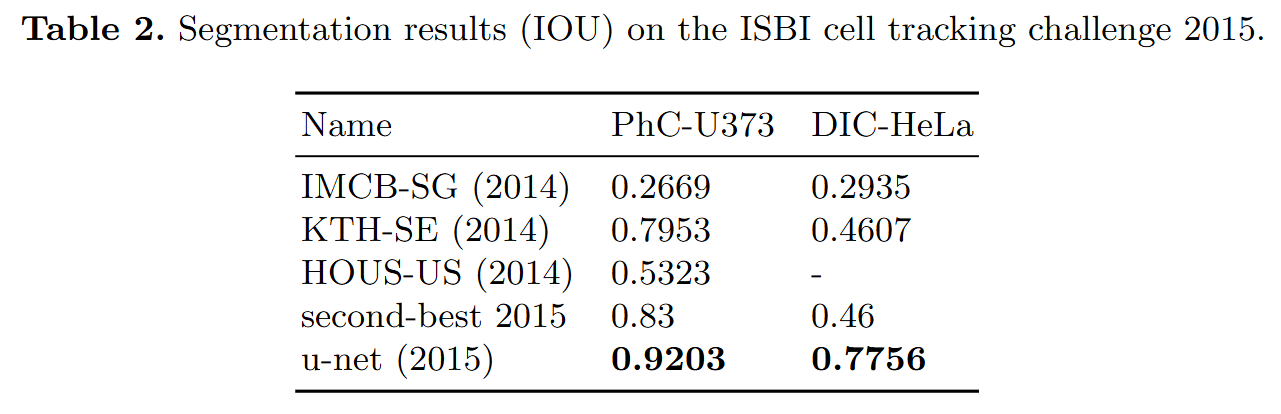 Table 2. Segmentation results (IOU) on the ISBI cell tracking challenge 2015.
Name PhC-U373 DIC-HeLa
IMCB-SG (2014) 0.2669 0.2935
KTH-SE (2014) 0.7953 0.4607
HOUS-US (2014) 0.5323 -
second-best 2015 0.83 0.46
u-net (2015) 0.9203 0.7756